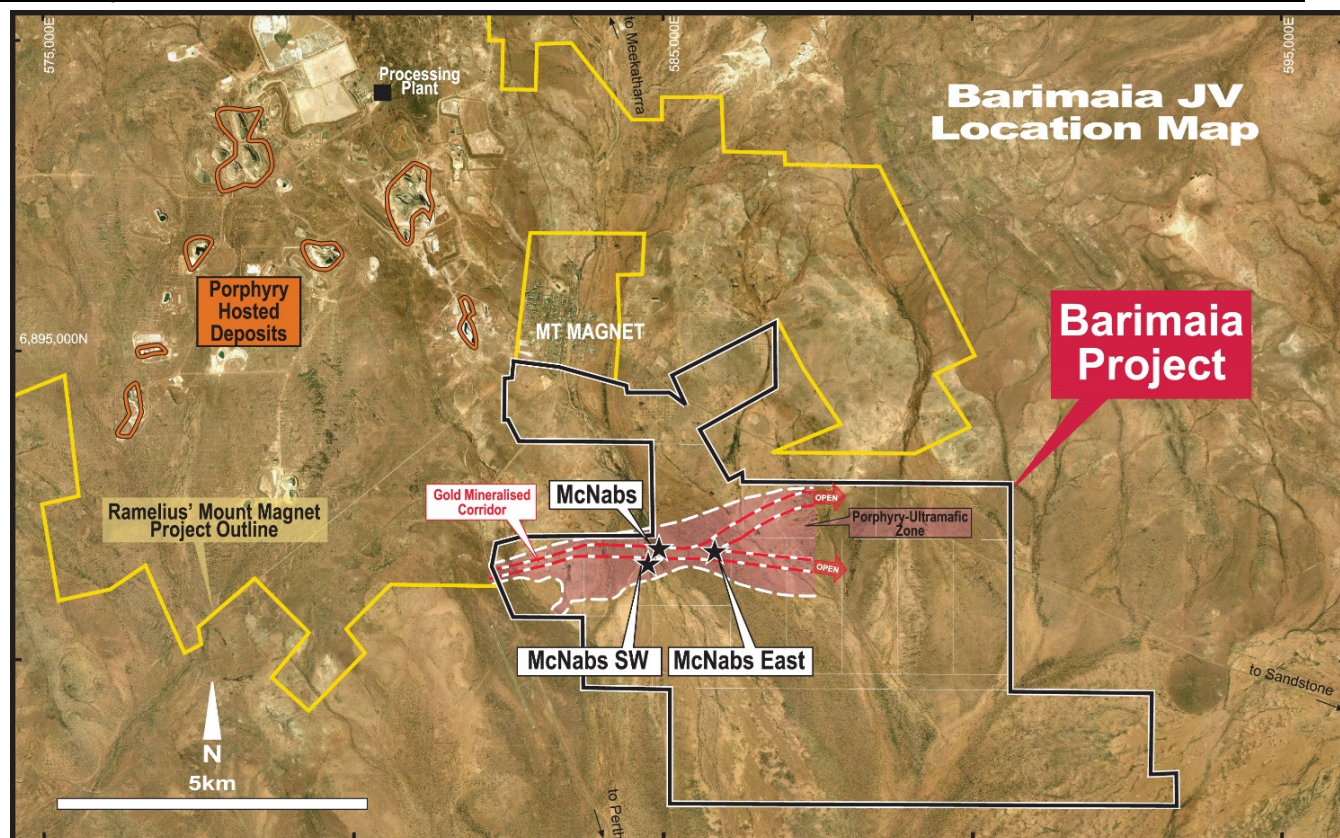 575,000E
to Meekatharra
585,000E
595,000E
Barimaia JV
Location Map
Processing
Plant
Porphyry
Hosted
Deposits
MT MAGNET
6,895,000N
Barimaia
Project
McNabs
Gold Mineralised
Corridor
OPEN
Ramelius' Mount Magnet
Project Outline
Porphyry-Ultramafic
Zone
OPEN
McNabs SW
McNabs East
to Sandstone
N
5km
to Perth